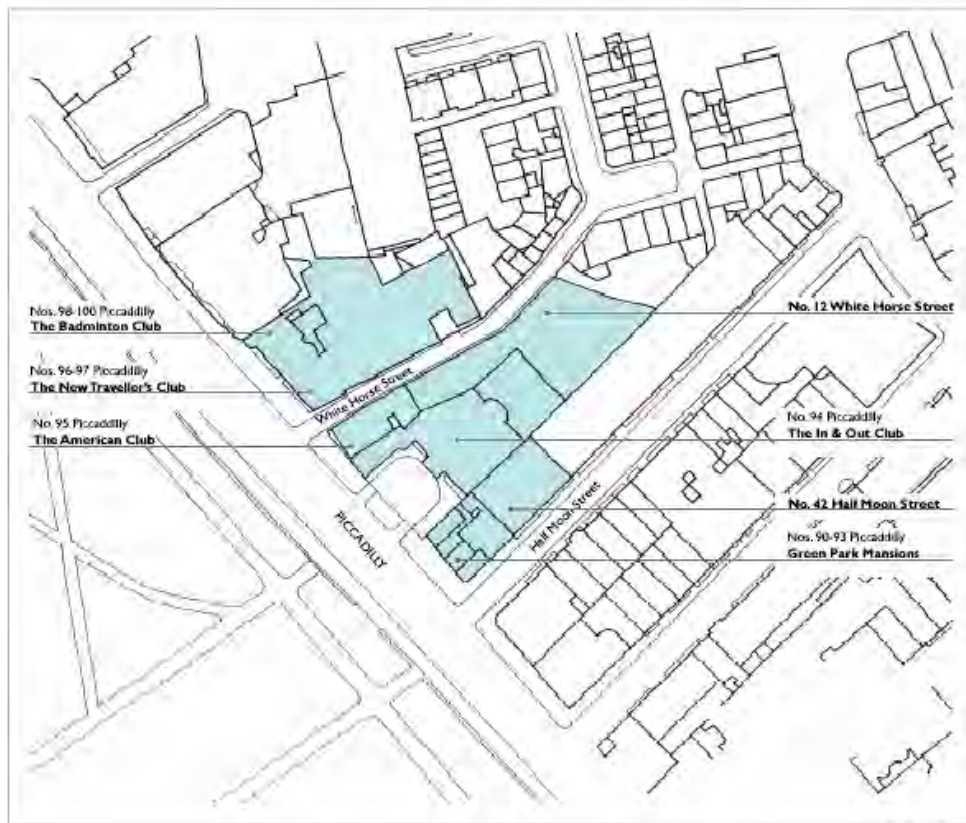 Nos. 98-100 Piccadilly
The Badminton Club
Nos. 96-97 Piccadilly
The New Traveller's Club
No. 95 Piccadilly
The American Club
White Horse Street
PICCADILLY
Half Moon Street
No. 12 White Horse Street
No. 94 Piccadilly
The In & Out Club
No. 42 Half Moon Street
Nos. 90-93 Piccadilly
Green Park Mansions